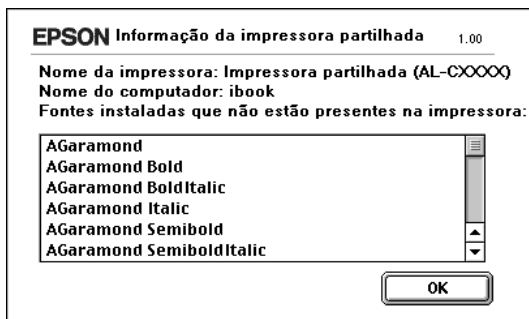 EPSON Informação da impressora partilhada 1.00
Nome da impressora: Impressora partilhada (AL-CXXXX)
Nome do computador: ibook
Fontes instaladas que não estão presentes na impressora:
AGaramond
AGaramond Bold
AGaramond BoldItalic
AGaramond Italic
AGaramond Semibold
AGaramond SemiboldItalic
OK